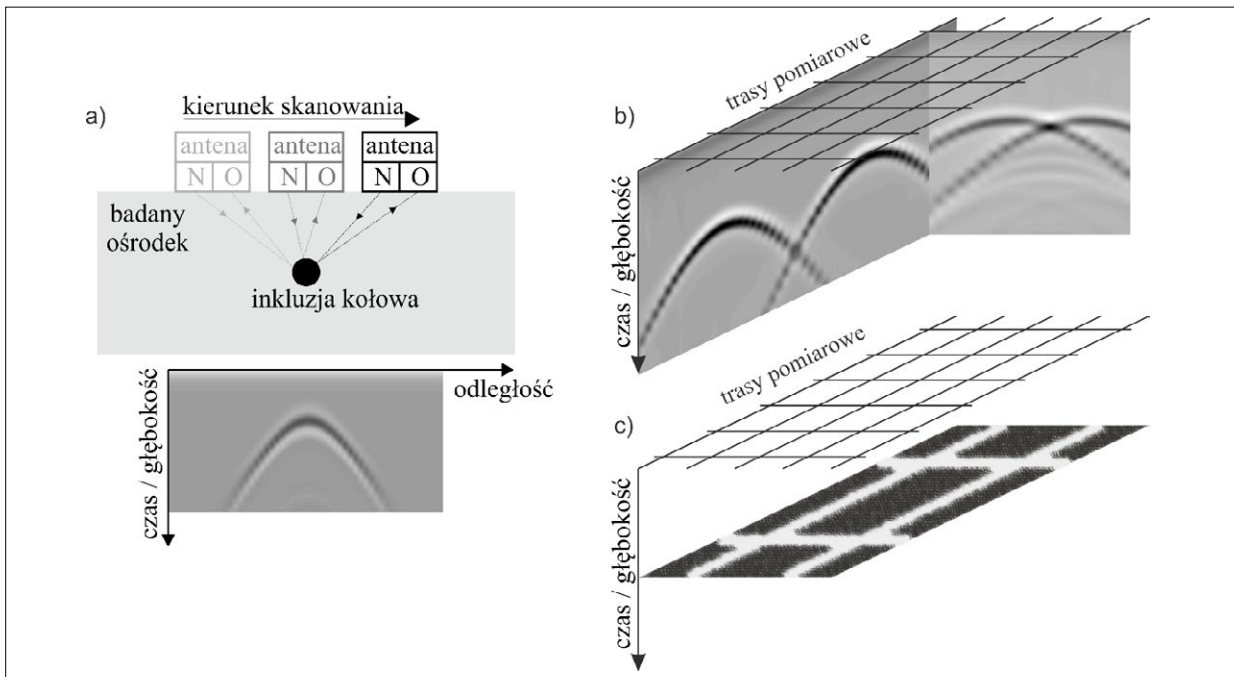 a)
kierunek skanowania
antena antena antena
N O N O N O
badany
ośrodek
inkluzja kołowa
odległość
czas / głębokość
b)
trasy pomiarowe
czas / głębokość
c)
trasy pomiarowe
czas / głębokość